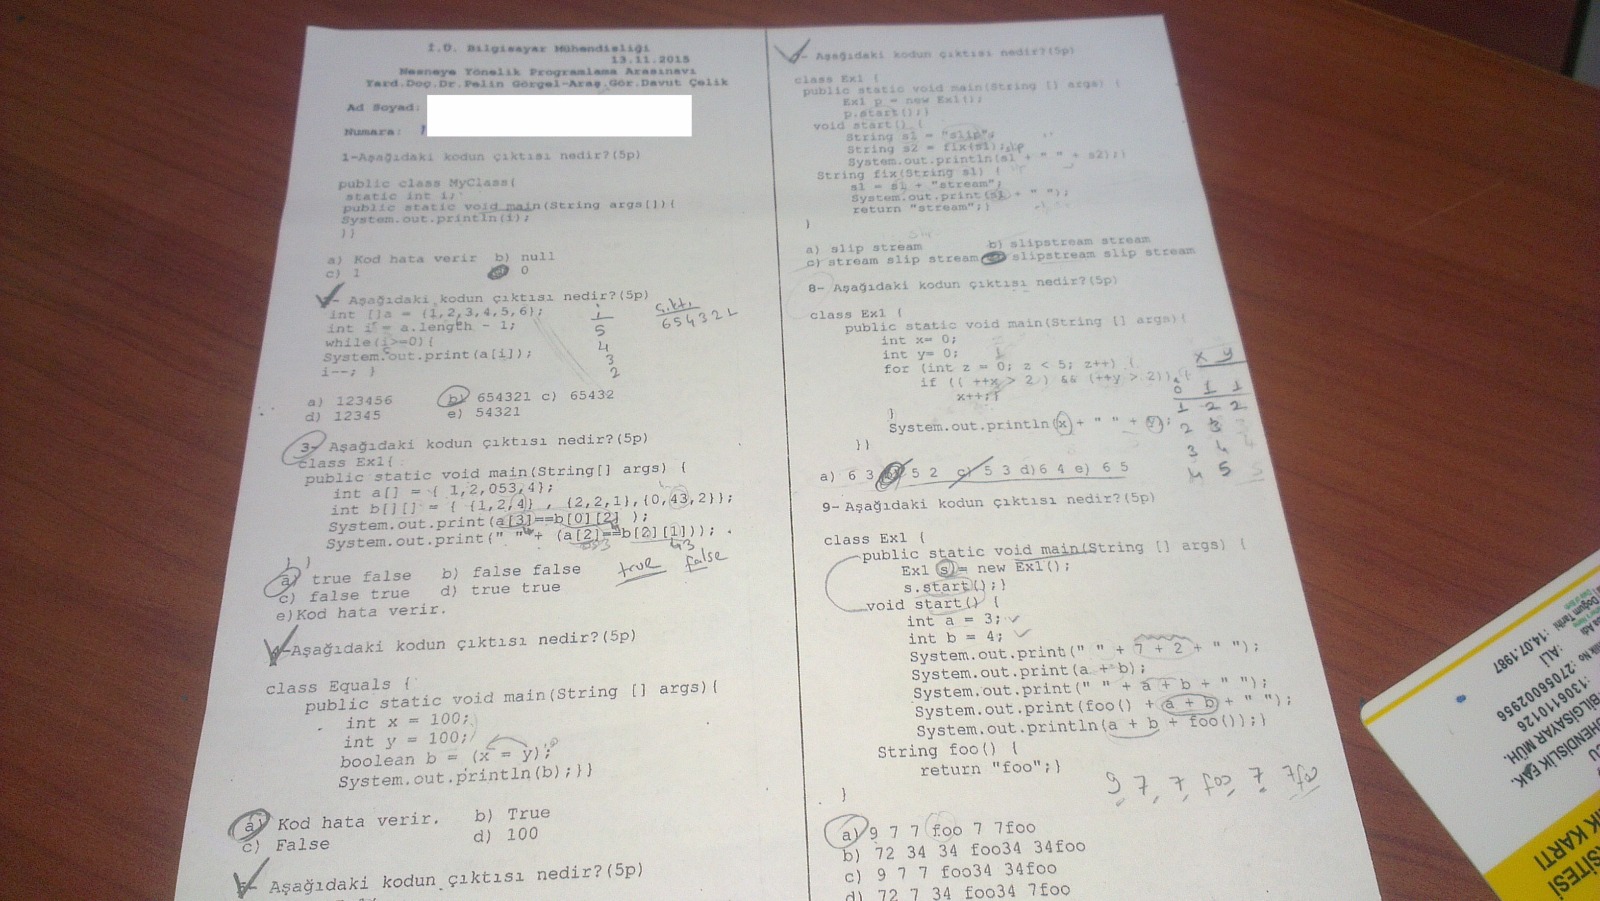 İ.Ü. Bilgisayar Mühendisliği
13.11.2015
Nesneye Yönelik Programlama Arasınavı
Yard.Doç.Dr.Pelin Görgel-Araş.Gör.Davut Çelik
Ad Soyad:
Numara:
1-Aşağıdaki kodun çıktısı nedir?(5p)
public class MyClass{
static int i;
public static void main(String args[]){
System.out.println(i);
}}
a) Kod hata verir b) null
c) 1 0
- Aşağıdaki kodun çıktısı nedir?(5p)
int []a = {1,2,3,4,5,6};
int i = a.length - 1;
while(i>=0){
System.out.print(a[i]);
i--; }
i
5
4
3
2
654321
a) 123456 b) 654321 c) 65432
d) 12345 e) 54321
3- Aşağıdaki kodun çıktısı nedir?(5p)
class Ex1{
public static void main(String[] args) {
int a[] = { 1,2,053,4};
int b[][] = { {1,2,4} , {2,2,1},{0,43,2}};
System.out.print(a[3]==b[0][2] );
System.out.print(" " + (a[2]==b[2][1]));
053 43
true false
a) true false b) false false
c) false true d) true true
e)Kod hata verir.
4-Aşağıdaki kodun çıktısı nedir?(5p)
class Equals {
public static void main(String [] args){
int x = 100;
int y = 100;
boolean b = (x = y);
System.out.println(b);}}
a) Kod hata verir. b) True
c) False d) 100
5- Aşağıdaki kodun çıktısı nedir?(5p)
- Aşağıdaki kodun çıktısı nedir?(5p)
class Ex1 {
public static void main(String [] args) {
Ex1 p = new Ex1();
p.start();}
void start() {
String s1 = "slip";
String s2 = fix(s1);
System.out.println(s1 + " " + s2);}
String fix(String s1) {
s1 = s1 + "stream";
System.out.print(s1 + " ");
return "stream";}
}
a) slip stream b) slipstream stream
c) stream slip stream slipstream slip stream
8- Aşağıdaki kodun çıktısı nedir?(5p)
class Ex1 {
public static void main(String [] args){
int x= 0;
int y= 0;
for (int z = 0; z < 5; z++) {
if (( ++x > 2 ) && (++y > 2)) {
x++;}
}
System.out.println(x + " " + y);
}}
x y
0 1 1
1 2 2
2 3
3 4
4 5
a) 6 3 b) 5 2 c) 5 3 d)6 4 e) 6 5
9- Aşağıdaki kodun çıktısı nedir?(5p)
class Ex1 {
public static void main(String [] args) {
Ex1 s = new Ex1();
s.start();}
void start() {
int a = 3;
int b = 4;
System.out.print(" " + 7 + 2 + " ");
System.out.print(a + b);
System.out.print(" " + a + b + " ");
System.out.print(foo() + a + b + " ");
System.out.println(a + b + foo());}
String foo() {
return "foo";}
}
9 7 7 foo 7 7foo
a) 9 7 7 foo 7 7foo
b) 72 34 34 foo34 34foo
c) 9 7 7 foo34 34foo
d) 72 7 34 foo34 7foo
Doğum Tarihi :14.07.1987
:ALİ
:27056002956
:1306110126
BİLGİSAYAR MÜH.
MÜHENDİSLİK FAK.
KARTI